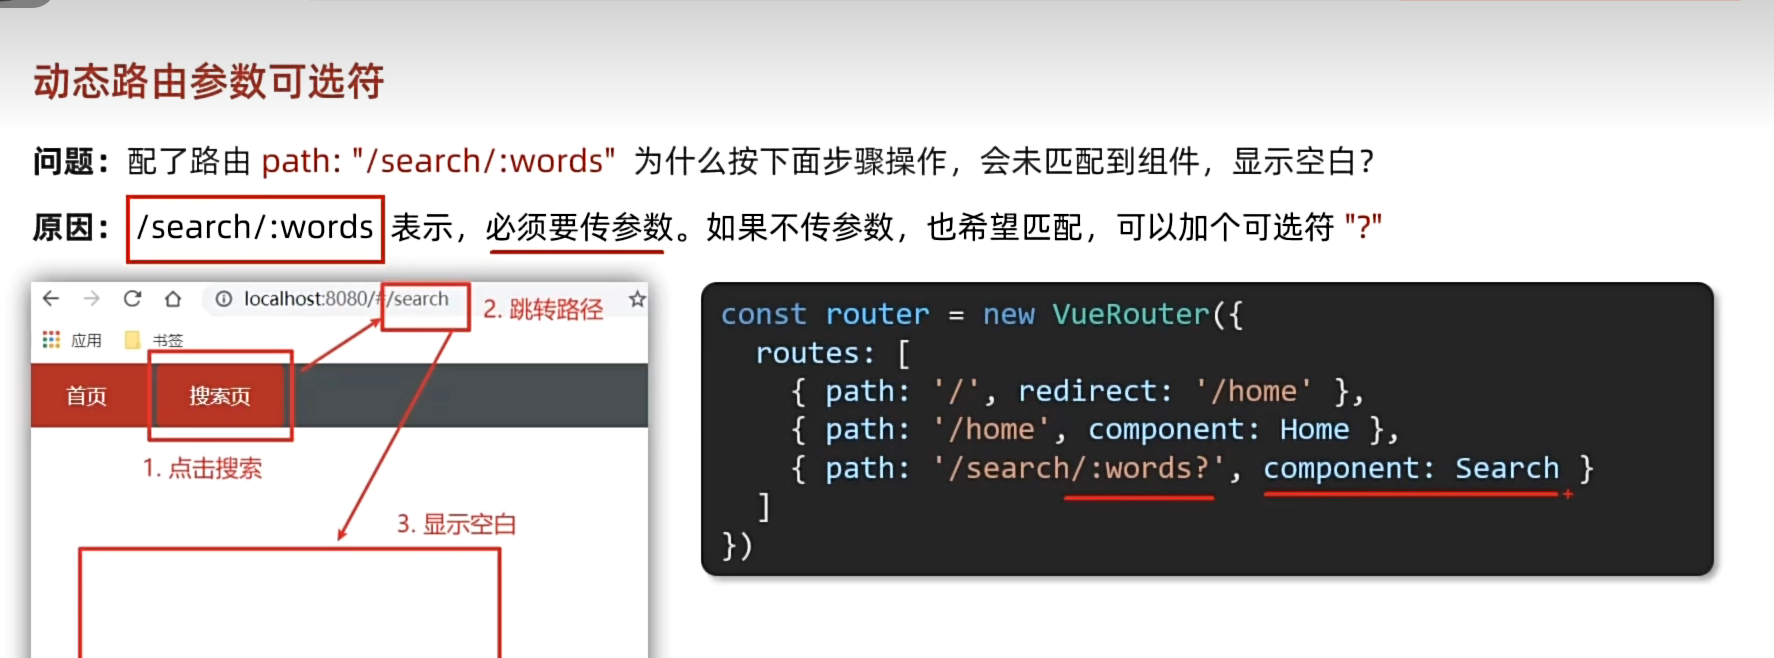 动态路由参数可选符
问题：配了路由 path: "/search/:words" 为什么按下面步骤操作，会未匹配到组件，显示空白？
原因：/search/:words 表示，必须要传参数。如果不传参数，也希望匹配，可以加个可选符 "?"
localhost:8080/#/search
2. 跳转路径
应用 书签
首页 搜索页
1. 点击搜索
3. 显示空白
const router = new VueRouter({
routes: [
{ path: '/', redirect: '/home' },
{ path: '/home', component: Home },
{ path: '/search/:words?', component: Search }
]
})